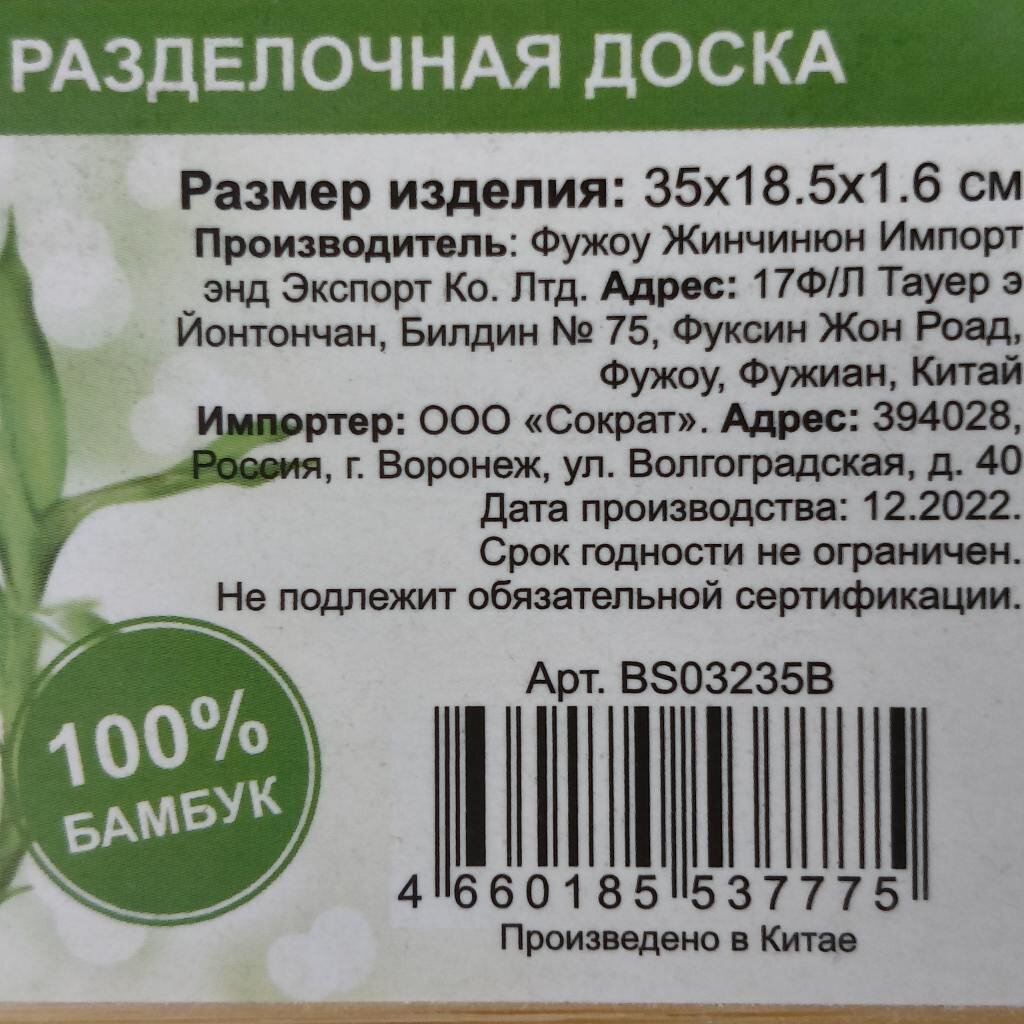 РАЗДЕЛОЧНАЯ ДОСКА
Размер изделия: 35x18.5x1.6 см
Производитель: Фужоу Жинчинюн Импорт
энд Экспорт Ко. Лтд. Адрес: 17Ф/Л Тауер э
Йонтончан, Билдин № 75, Фуксин Жон Роад,
Фужоу, Фужиан, Китай
Импортер: ООО «Сократ». Адрес: 394028,
Россия, г. Воронеж, ул. Волгоградская, д. 40
Дата производства: 12.2022.
Срок годности не ограничен.
Не подлежит обязательной сертификации.
100%
БАМБУК
Арт. BS03235B
4 660185 537775
Произведено в Китае